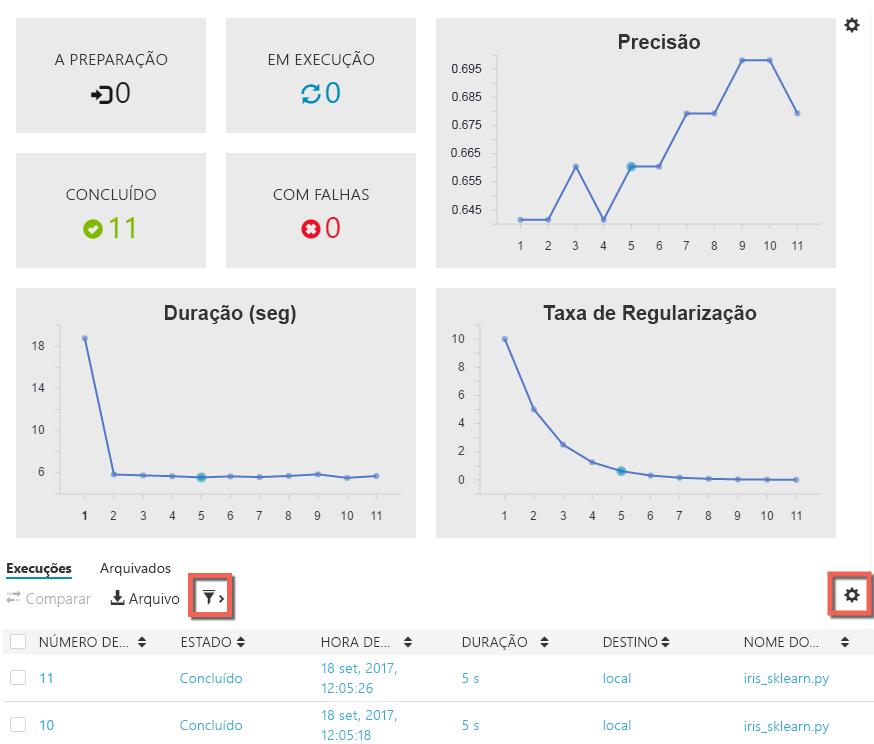 A PREPARAÇÃO
0
EM EXECUÇÃO
0
CONCLUÍDO
11
COM FALHAS
0
Precisão
0.695
0.685
0.675
0.665
0.655
0.645
1 2 3 4 5 6 7 8 9 10 11
Duração (seg)
18
14
10
6
1 2 3 4 5 6 7 8 9 10 11
Taxa de Regularização
10
8
6
4
2
0
1 2 3 4 5 6 7 8 9 10 11
Execuções Arquivados
Comparar Arquivo
NÚMERO DE... ESTADO HORA DE... DURAÇÃO DESTINO NOME DO...
11 Concluído 18 set, 2017, 12:05:26 5 s local iris_sklearn.py
10 Concluído 18 set, 2017, 12:05:18 5 s local iris_sklearn.py